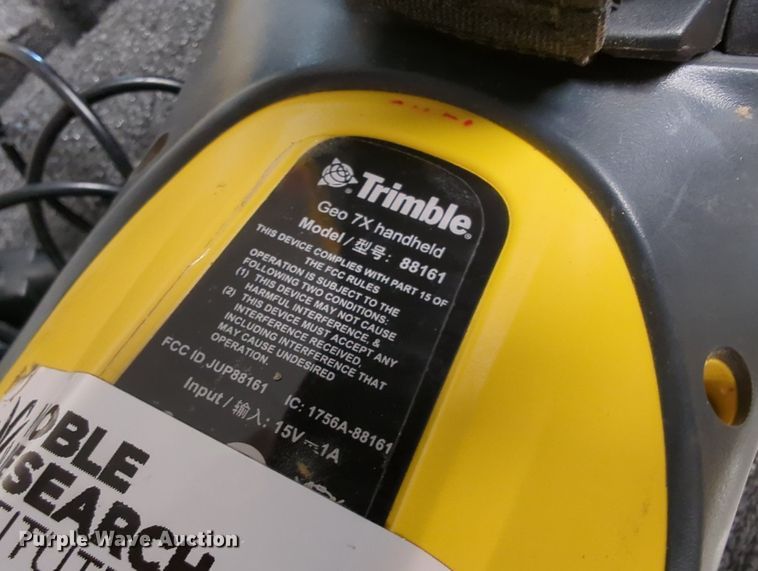 Trimble
Geo 7X handheld
Model / 型号: 88161
THIS DEVICE COMPLIES WITH PART 15 OF
THE FCC RULES
OPERATION IS SUBJECT TO THE
FOLLOWING TWO CONDITIONS:
(1) THIS DEVICE MAY NOT CAUSE
HARMFUL INTERFERENCE, &
(2) THIS DEVICE MUST ACCEPT ANY
INTERFERENCE RECEIVED,
INCLUDING INTERFERENCE THAT
MAY CAUSE UNDESIRED
OPERATION
FCC ID JUP88161 IC: 1756A-88161
Input / 输入: 15V⎓1A
OBLE
RESEARCH
Purple Wave Auction